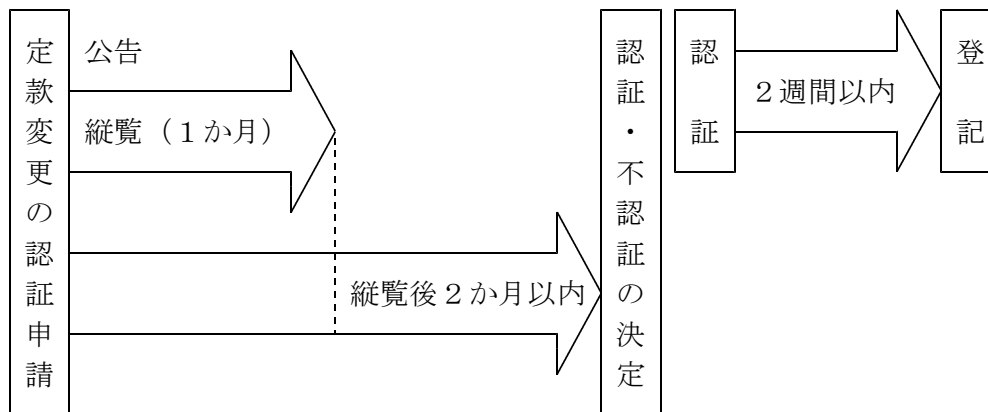 定款変更の認証申請
公告
縦覧（１か月）
縦覧後２か月以内
認証・不認証の決定
認証
２週間以内
登記